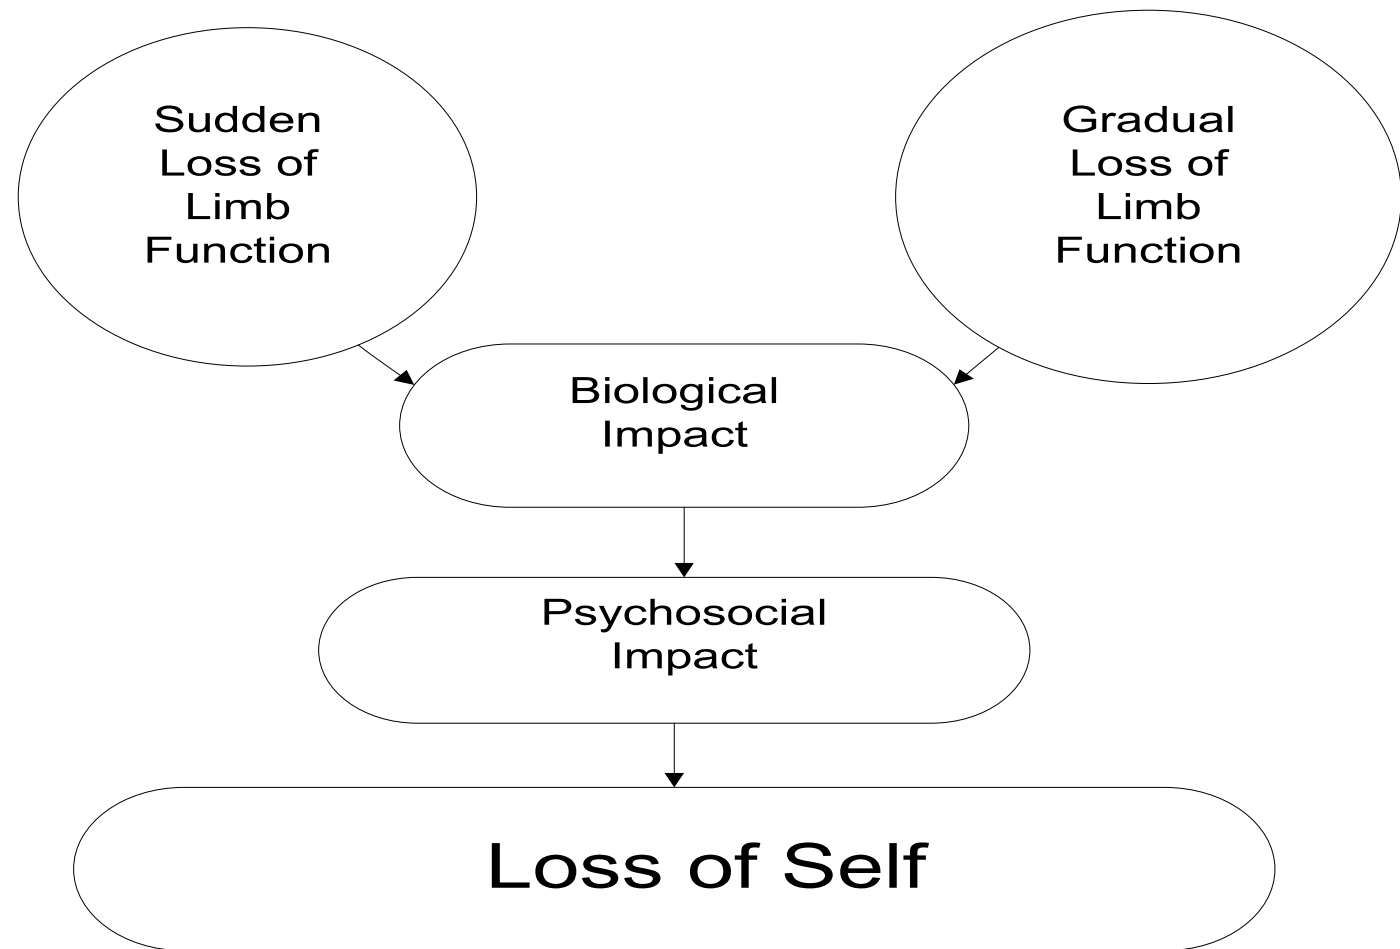 Sudden
Loss of
Limb
Function
Gradual
Loss of
Limb
Function
Biological
Impact
Psychosocial
Impact
Loss of Self